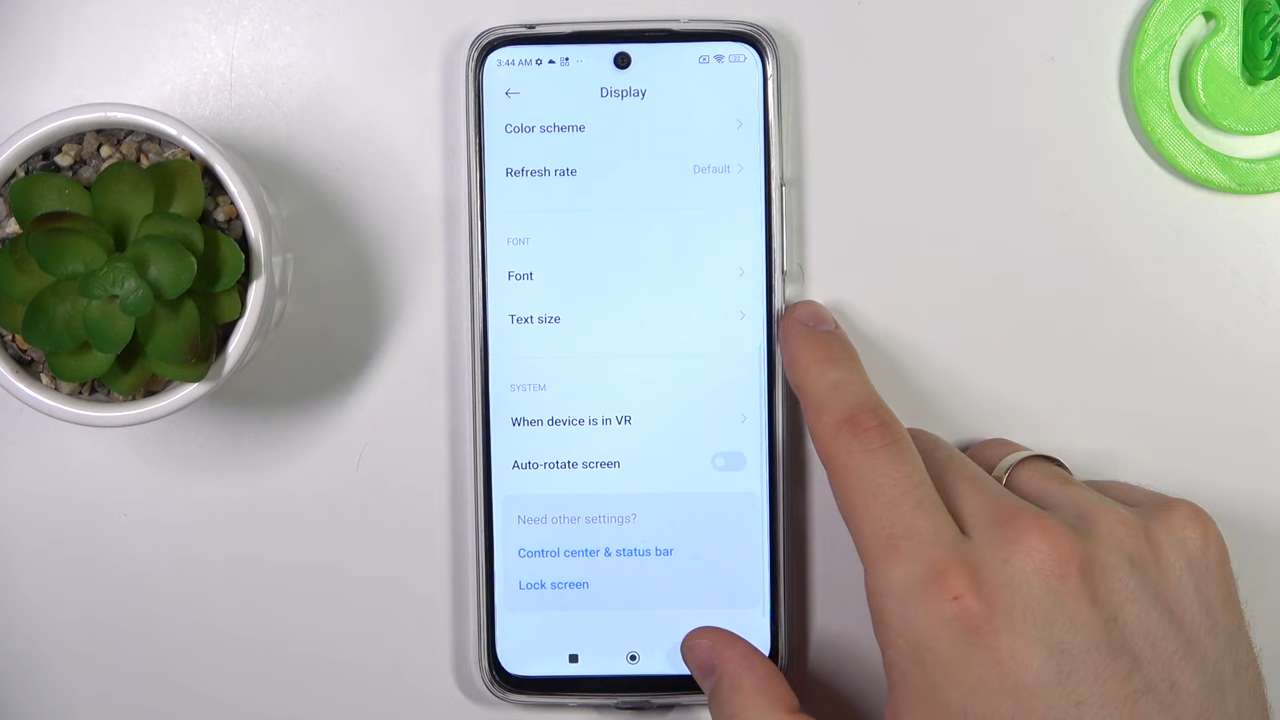 3:44 AM
22
Display
Color scheme
Refresh rate Default
FONT
Font
Text size
SYSTEM
When device is in VR
Auto-rotate screen
Need other settings?
Control center & status bar
Lock screen